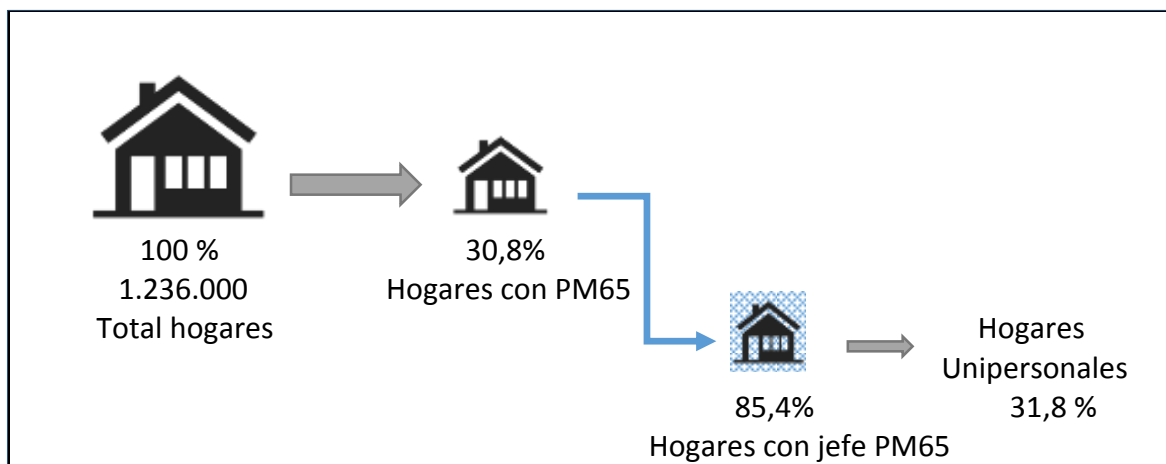 100 %
1.236.000
Total hogares
30,8%
Hogares con PM65
85,4%
Hogares con jefe PM65
Hogares
Unipersonales
31,8 %